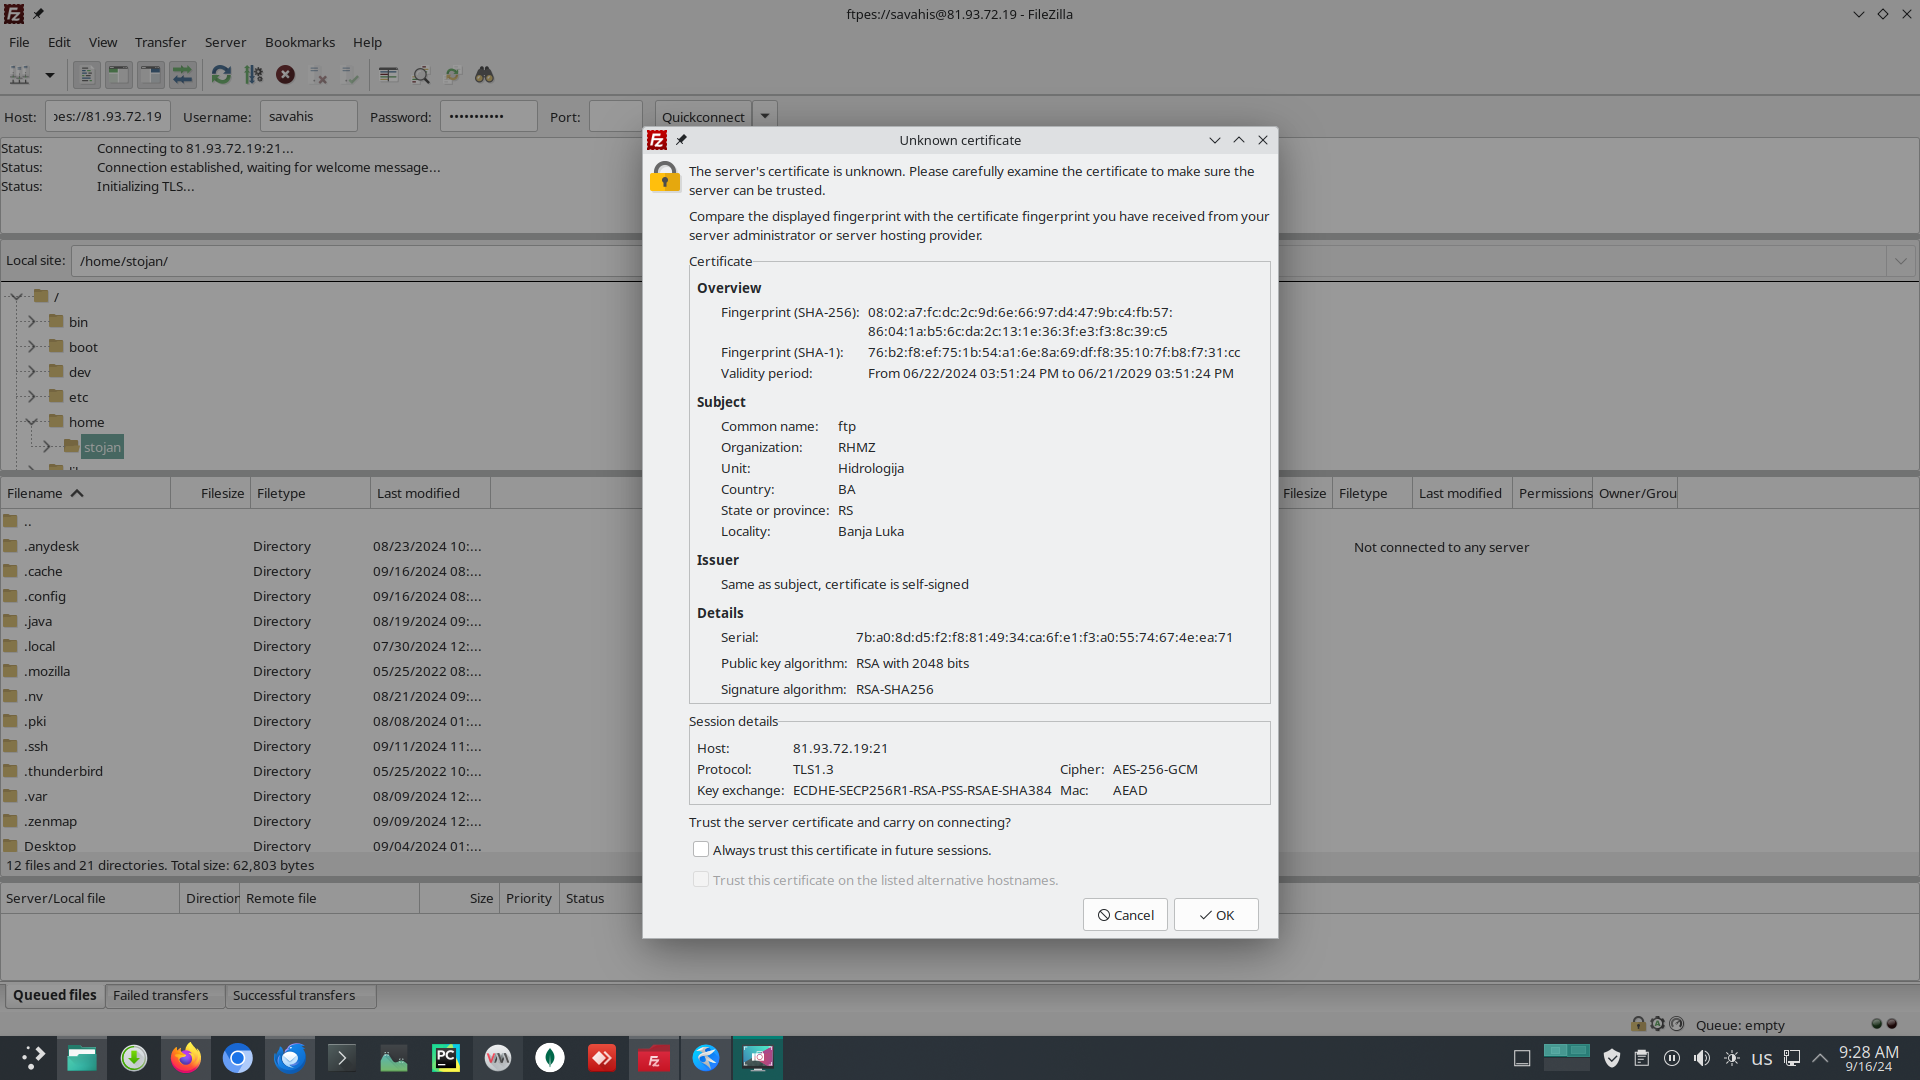 ftpes://savahis@81.93.72.19 - FileZilla
File Edit View Transfer Server Bookmarks Help
Host: pes://81.93.72.19 Username: savahis Password: ••••••••••• Port: Quickconnect
Status: Connecting to 81.93.72.19:21...
Status: Connection established, waiting for welcome message...
Status: Initializing TLS...
Local site: /home/stojan/
/
bin
boot
dev
etc
home
stojan
Filename Filesize Filetype Last modified
..
.anydesk Directory 08/23/2024 10:...
.cache Directory 09/16/2024 08:...
.config Directory 09/16/2024 08:...
.java Directory 08/19/2024 09:...
.local Directory 07/30/2024 12:...
.mozilla Directory 05/25/2022 08:...
.nv Directory 08/21/2024 09:...
.pki Directory 08/08/2024 01:...
.ssh Directory 09/11/2024 11:...
.thunderbird Directory 05/25/2022 10:...
.var Directory 08/09/2024 12:...
.zenmap Directory 09/09/2024 12:...
Desktop Directory 09/04/2024 01:...
12 files and 21 directories. Total size: 62,803 bytes
Unknown certificate
The server's certificate is unknown. Please carefully examine the certificate to make sure the
server can be trusted.
Compare the displayed fingerprint with the certificate fingerprint you have received from your
server administrator or server hosting provider.
Certificate
Overview
Fingerprint (SHA-256): 08:02:a7:fc:dc:2c:9d:6e:66:97:d4:47:9b:c4:fb:57:
86:04:1a:b5:6c:da:2c:13:1e:36:3f:e3:f3:8c:39:c5
Fingerprint (SHA-1): 76:b2:f8:ef:75:1b:54:a1:6e:8a:69:df:f8:35:10:7f:b8:f7:31:cc
Validity period: From 06/22/2024 03:51:24 PM to 06/21/2029 03:51:24 PM
Subject
Common name: ftp
Organization: RHMZ
Unit: Hidrologija
Country: BA
State or province: RS
Locality: Banja Luka
Issuer
Same as subject, certificate is self-signed
Details
Serial: 7b:a0:8d:d5:f2:f8:81:49:34:ca:6f:e1:f3:a0:55:74:67:4e:ea:71
Public key algorithm: RSA with 2048 bits
Signature algorithm: RSA-SHA256
Session details
Host: 81.93.72.19:21
Protocol: TLS1.3 Cipher: AES-256-GCM
Key exchange: ECDHE-SECP256R1-RSA-PSS-RSAE-SHA384 Mac: AEAD
Trust the server certificate and carry on connecting?
Always trust this certificate in future sessions.
Trust this certificate on the listed alternative hostnames.
Cancel OK
Filesize Filetype Last modified Permissions Owner/Grou
Not connected to any server
Server/Local file Direction Remote file Size Priority Status
Queued files Failed transfers Successful transfers
Queue: empty
PC
us
9:28 AM
9/16/24